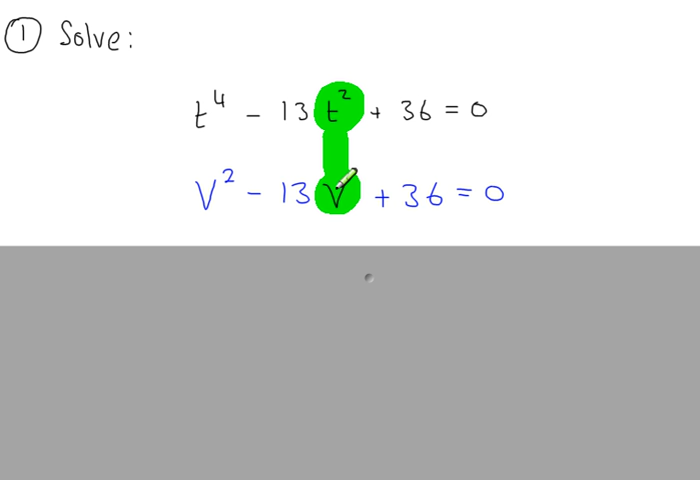 ① Solve:
t⁴ - 13t² + 36 = 0
V² - 13V + 36 = 0